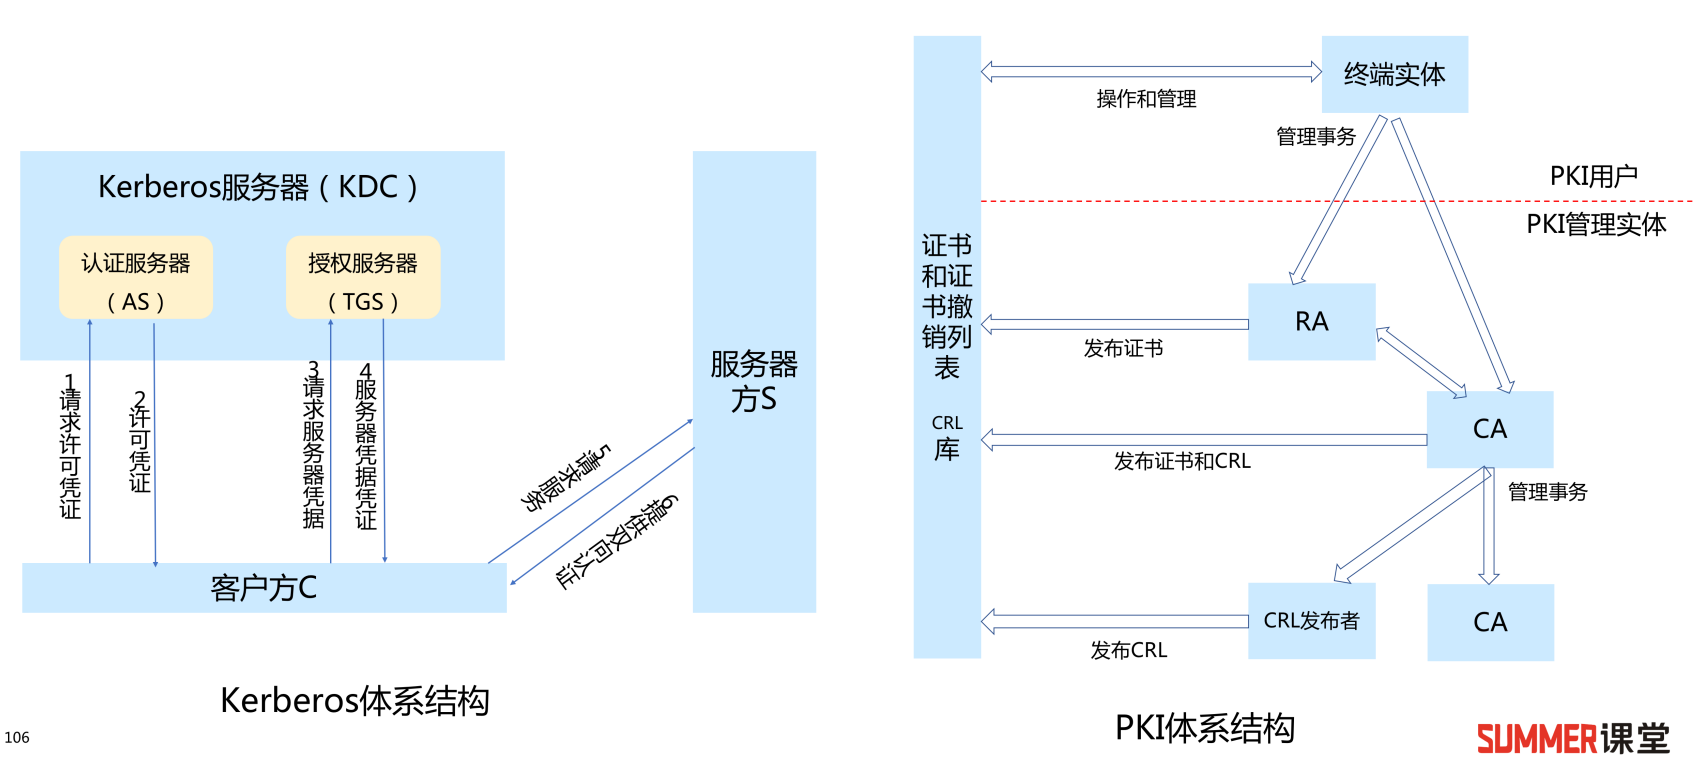 Kerberos服务器（KDC）
认证服务器
（AS）
授权服务器
（TGS）
1请求许可凭证
2许可凭证
3请求服务器凭据
4服务器凭据凭证
5请求服务
6提供双向认证
服务器
方S
客户方C
Kerberos体系结构
106
证书
和证
书撤
销列
表
CRL
库
终端实体
操作和管理
管理事务
PKI用户
PKI管理实体
RA
发布证书
CA
发布证书和CRL
管理事务
CRL发布者
CA
发布CRL
PKI体系结构
SUMMER课堂